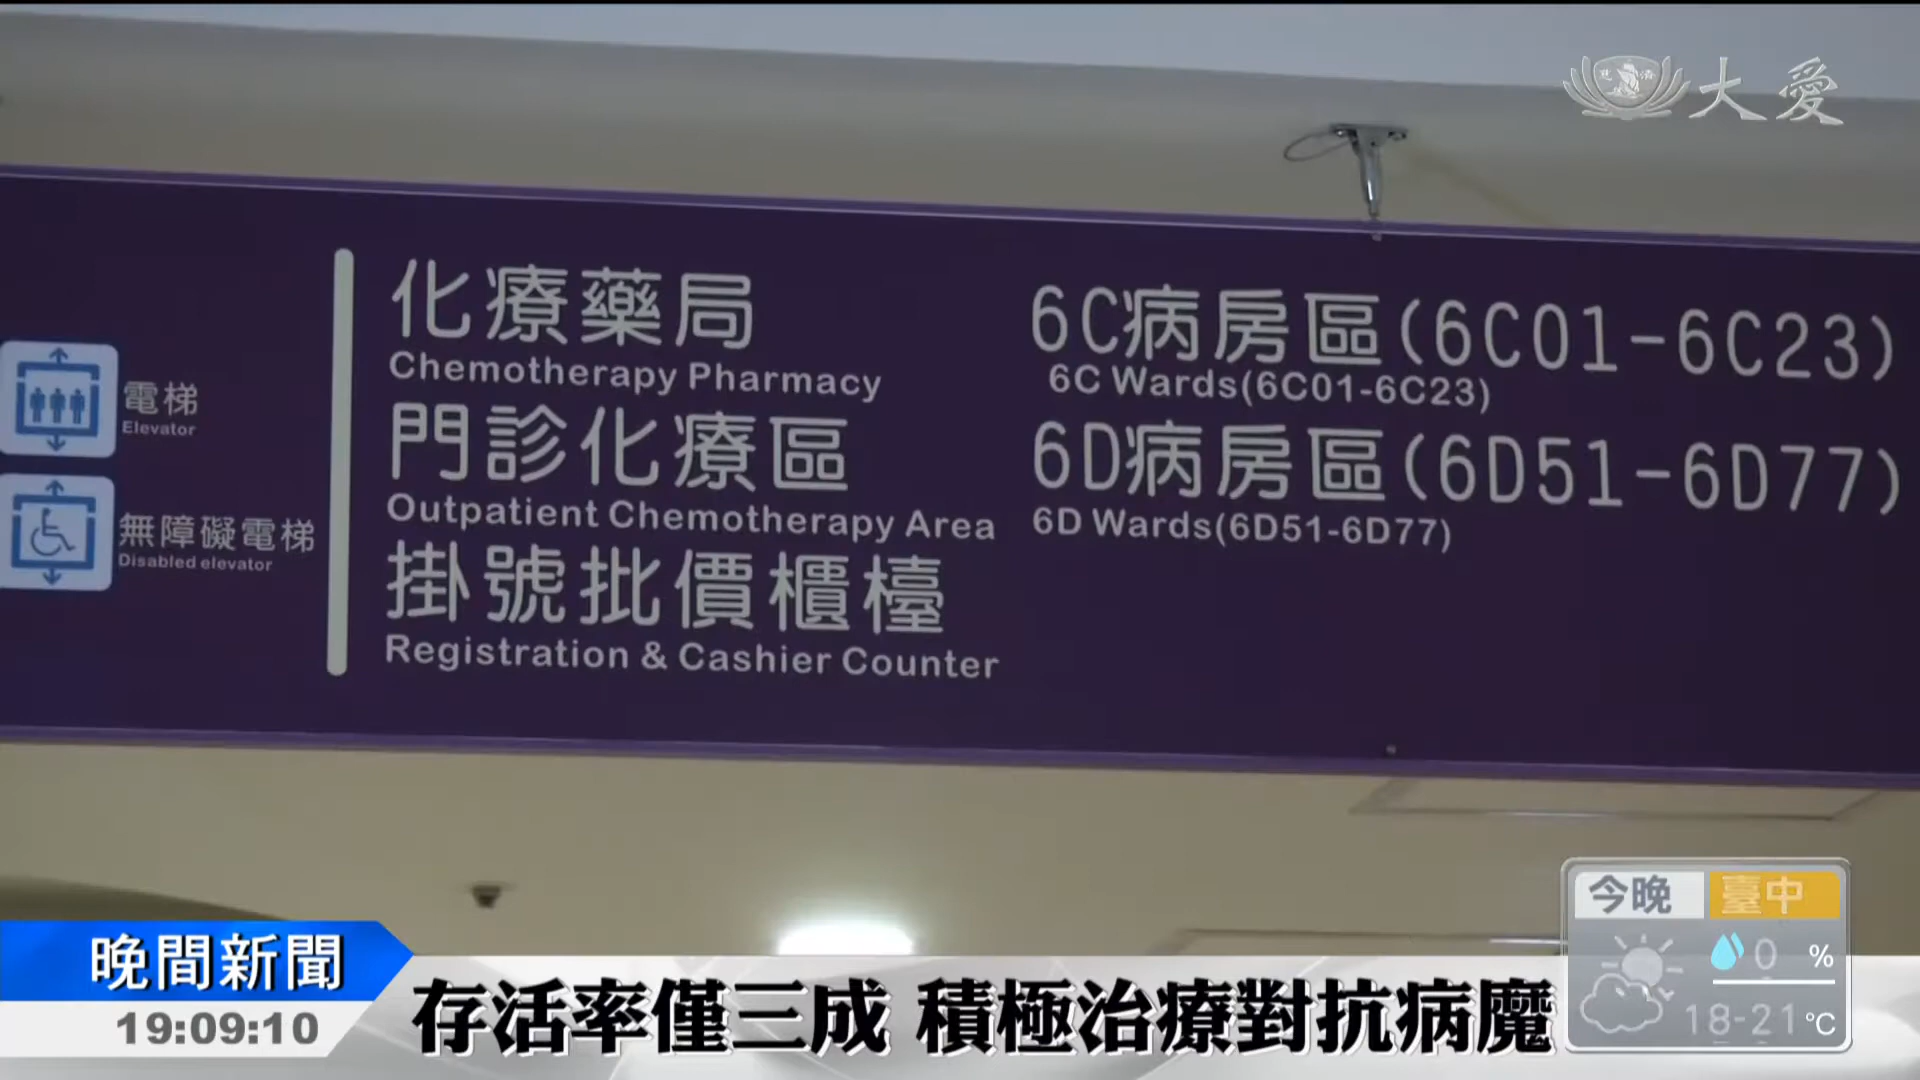 慈濟
大愛
化療藥局
Chemotherapy Pharmacy
門診化療區
Outpatient Chemotherapy Area
掛號批價櫃檯
Registration & Cashier Counter
6C病房區(6C01-6C23)
6C Wards(6C01-6C23)
6D病房區(6D51-6D77)
6D Wards(6D51-6D77)
電梯
Elevator
無障礙電梯
Disabled elevator
晚間新聞
19:09:10
存活率僅三成 積極治療對抗病魔
今晚 臺中
0 %
18-21°C